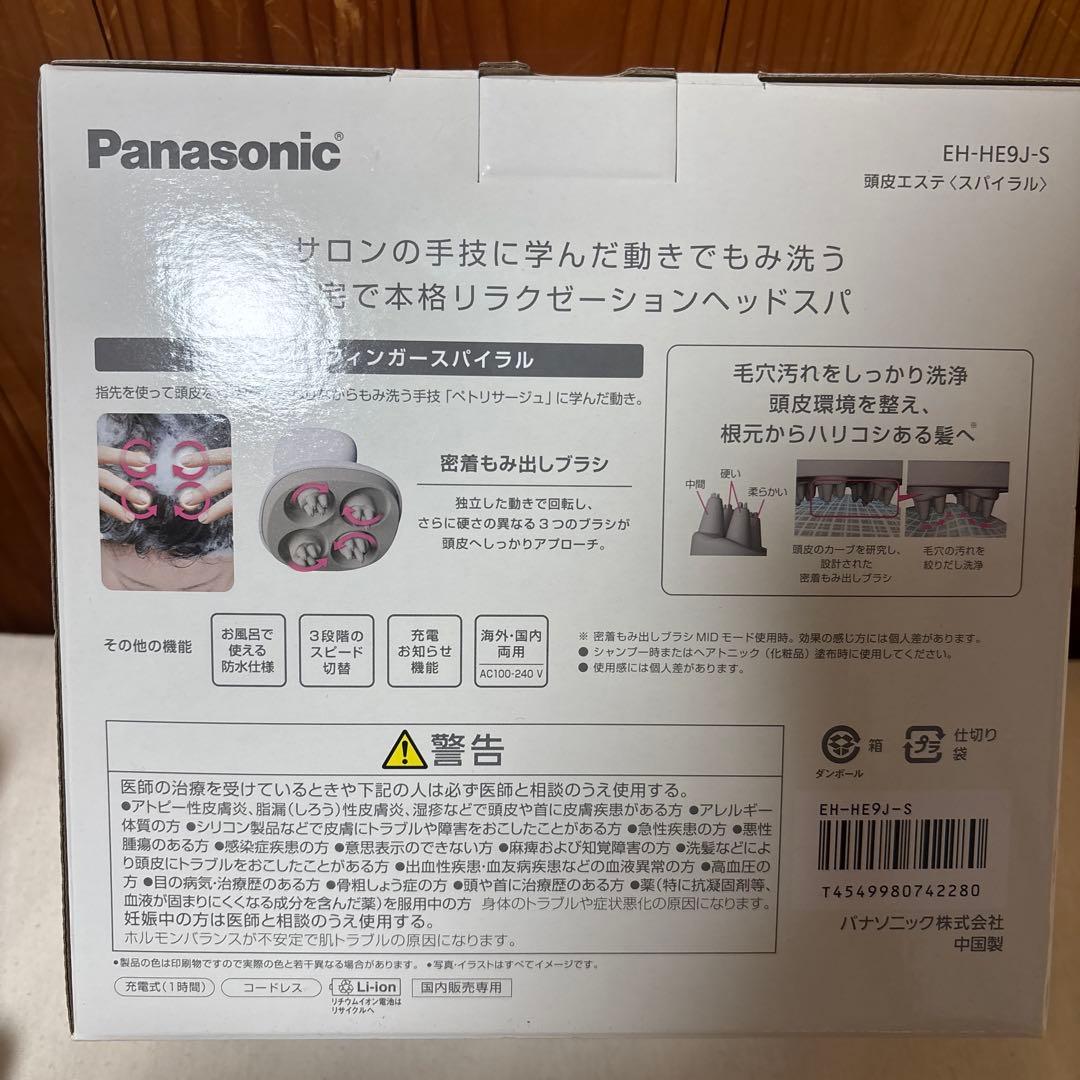 Panasonic®
EH-HE9J-S
頭皮エステ〈スパイラル〉
サロンの手技に学んだ動きでもみ洗う
宅で本格リラクゼーションヘッドスパ
フィンガースパイラル
指先を使って頭皮を ながらもみ洗う手技「ペトリサージュ」に学んだ動き。
密着もみ出しブラシ
独立した動きで回転し、
さらに硬さの異なる3つのブラシが
頭皮へしっかりアプローチ。
毛穴汚れをしっかり洗浄
頭皮環境を整え、
根元からハリコシある髪へ※
中間
硬い
柔らかい
頭皮のカーブを研究し、
設計された
密着もみ出しブラシ
毛穴の汚れを
絞りだし洗浄
その他の機能
お風呂で
使える
防水仕様
3段階の
スピード
切替
充電
お知らせ
機能
海外・国内
両用
AC100-240 V
※ 密着もみ出しブラシMIDモード使用時。効果の感じ方には個人差があります。
● シャンプー時またはヘアトニック（化粧品）塗布時に使用してください。
● 使用感には個人差があります。
警告
医師の治療を受けているときや下記の人は必ず医師と相談のうえ使用する。
●アトピー性皮膚炎、脂漏（しろう）性皮膚炎、湿疹などで頭皮や首に皮膚疾患がある方 ●アレルギー
体質の方 ●シリコン製品などで皮膚にトラブルや障害をおこしたことがある方 ●急性疾患の方 ●悪性
腫瘍のある方 ●感染症疾患の方 ●意思表示のできない方 ●麻痺および知覚障害の方 ●洗髪などによ
り頭皮にトラブルをおこしたことがある方 ●出血性疾患・血友病疾患などの血液異常の方 ●高血圧の
方 ●目の病気・治療歴のある方 ●骨粗しょう症の方 ●頭や首に治療歴のある方 ●薬（特に抗凝固剤等、
血液が固まりにくくなる成分を含んだ薬）を服用中の方 身体のトラブルや症状悪化の原因になります。
妊娠中の方は医師と相談のうえ使用する。
ホルモンバランスが不安定で肌トラブルの原因になります。
●製品の色は印刷物ですので実際の色と若干異なる場合があります。 ●写真・イラストはすべてイメージです。
充電式（1時間）
コードレス
Li-ion
リチウムイオン電池は
リサイクルへ
国内販売専用
ダンボール
箱
プラ
仕切り
袋
EH-HE9J-S
T4549980742280
パナソニック株式会社
中国製